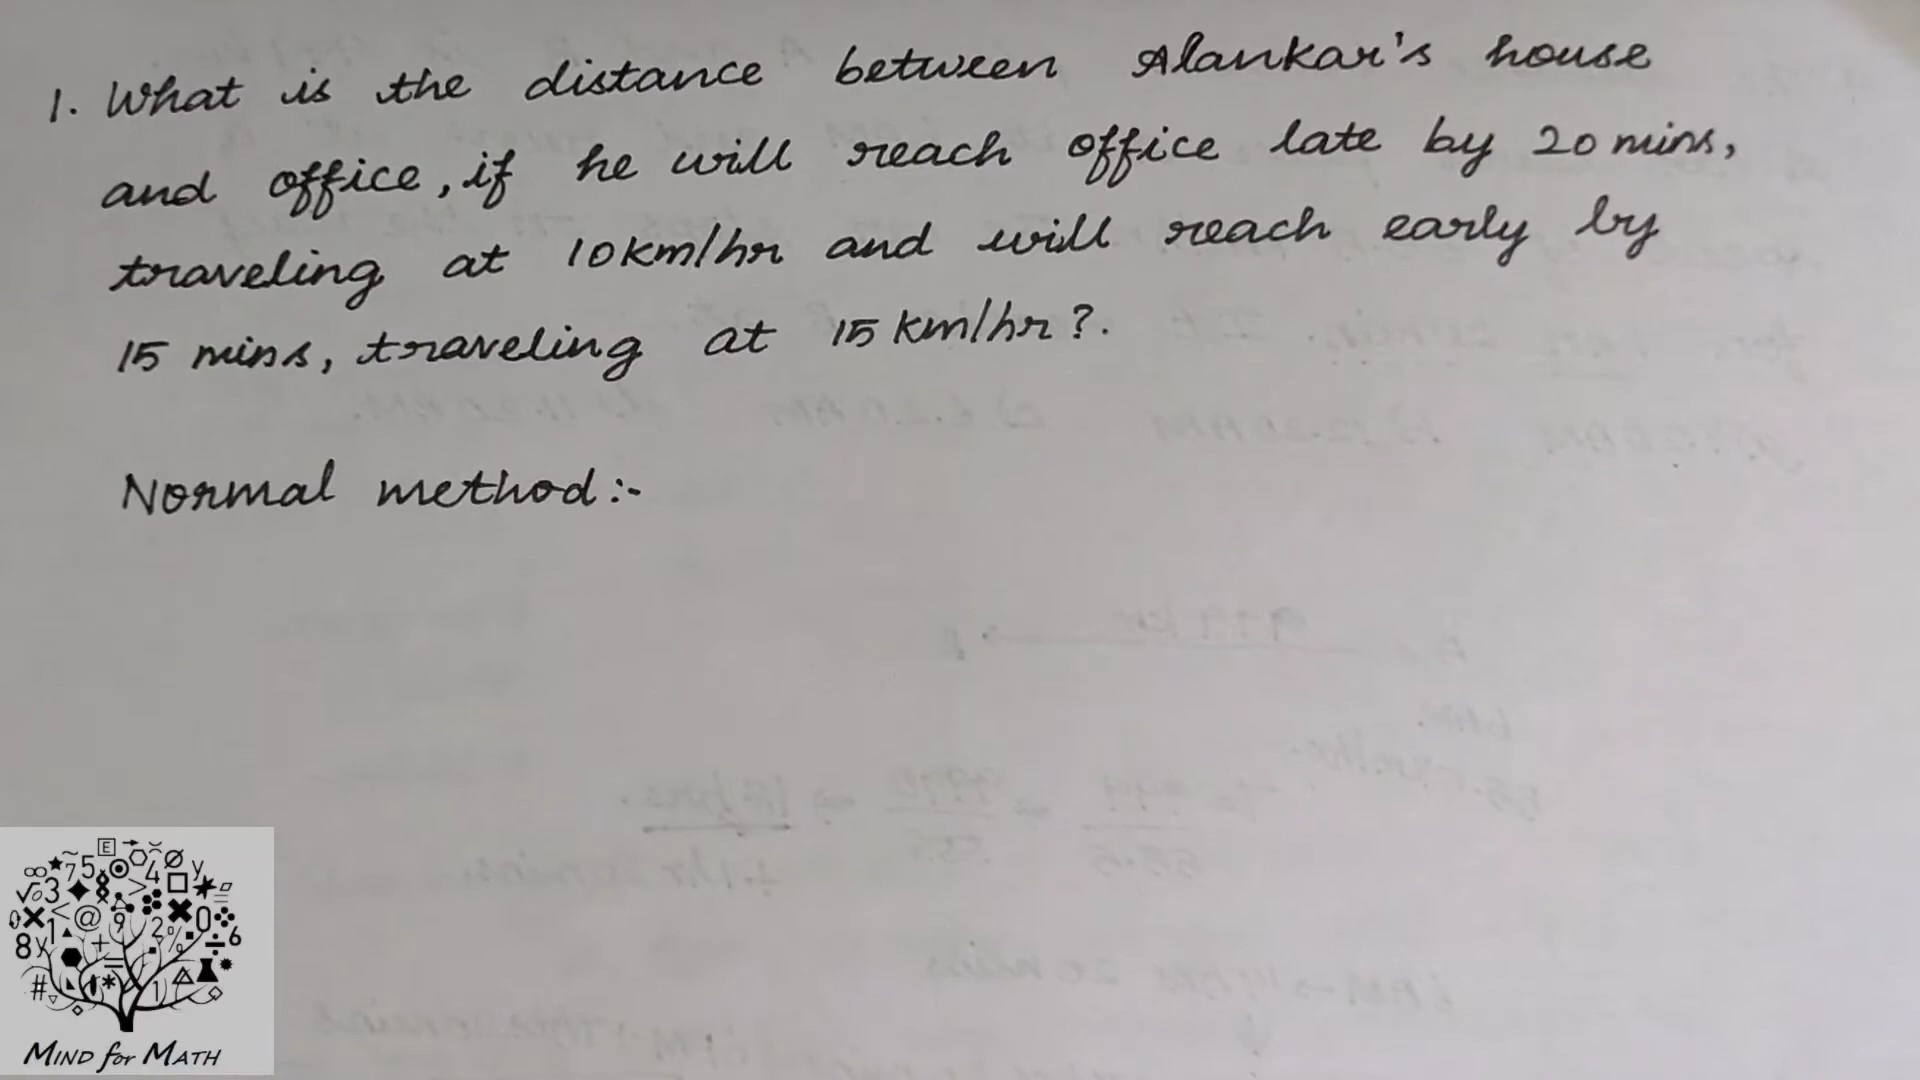 1. What is the distance between Alankar's house
and office, if he will reach office late by 20 mins,
traveling at 10km/hr and will reach early by
15 mins, traveling at 15 km/hr?.
Normal method:-
MIND for MATH